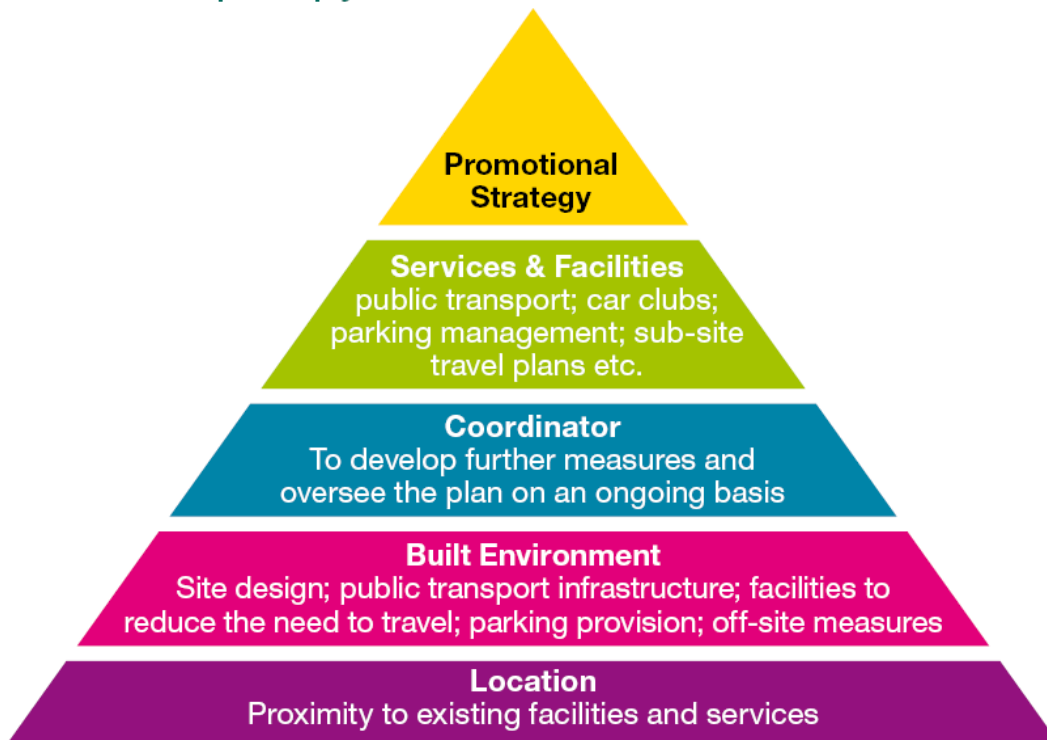 Promotional
Strategy
Services & Facilities
public transport; car clubs;
parking management; sub-site
travel plans etc.
Coordinator
To develop further measures and
oversee the plan on an ongoing basis
Built Environment
Site design; public transport infrastructure; facilities to
reduce the need to travel; parking provision; off-site measures
Location
Proximity to existing facilities and services